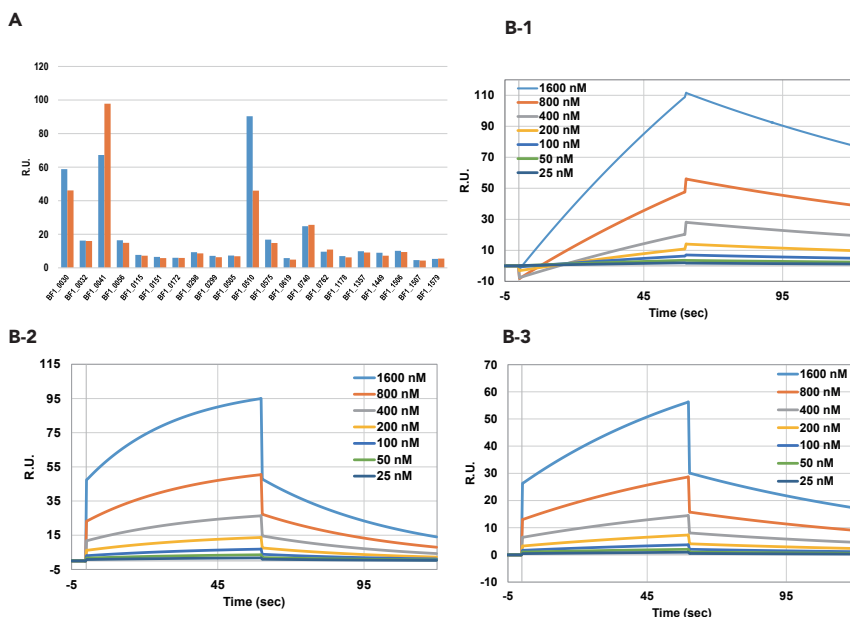 A
120
100
80
60
40
20
0
R.U.
BF1_0030
BF1_0032
BF1_0041
BF1_0056
BF1_0115
BF1_0151
BF1_0172
BF1_0298
BF1_0299
BF1_0505
BF1_0510
BF1_0575
BF1_0619
BF1_0740
BF1_0762
BF1_1178
BF1_1357
BF1_1449
BF1_1506
BF1_1507
BF1_1579
B-1
110
90
70
50
30
10
-10
R.U.
1600 nM
800 nM
400 nM
200 nM
100 nM
50 nM
25 nM
-5 45 95
Time (sec)
B-2
115
95
75
55
35
15
-5
R.U.
1600 nM
800 nM
400 nM
200 nM
100 nM
50 nM
25 nM
-5 45 95
Time (sec)
B-3
70
60
50
40
30
20
10
0
-10
R.U.
1600 nM
800 nM
400 nM
200 nM
100 nM
50 nM
25 nM
-5 45 95
Time (sec)